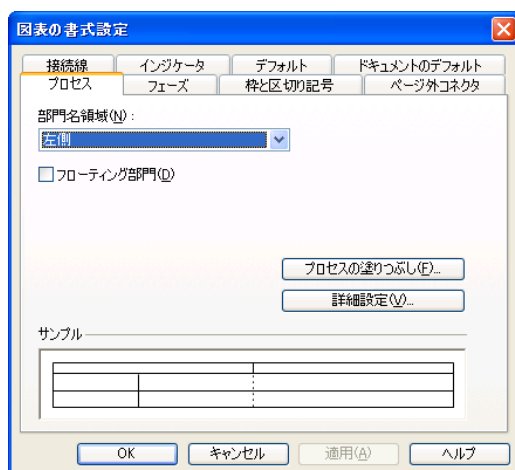 図表の書式設定
接続線 インジケータ デフォルト ドキュメントのデフォルト
プロセス フェーズ 枠と区切り記号 ページ外コネクタ
部門名領域(N) :
左側
フローティング部門(D)
プロセスの塗りつぶし(F)...
詳細設定(V)...
サンプル
OK キャンセル 適用(A) ヘルプ